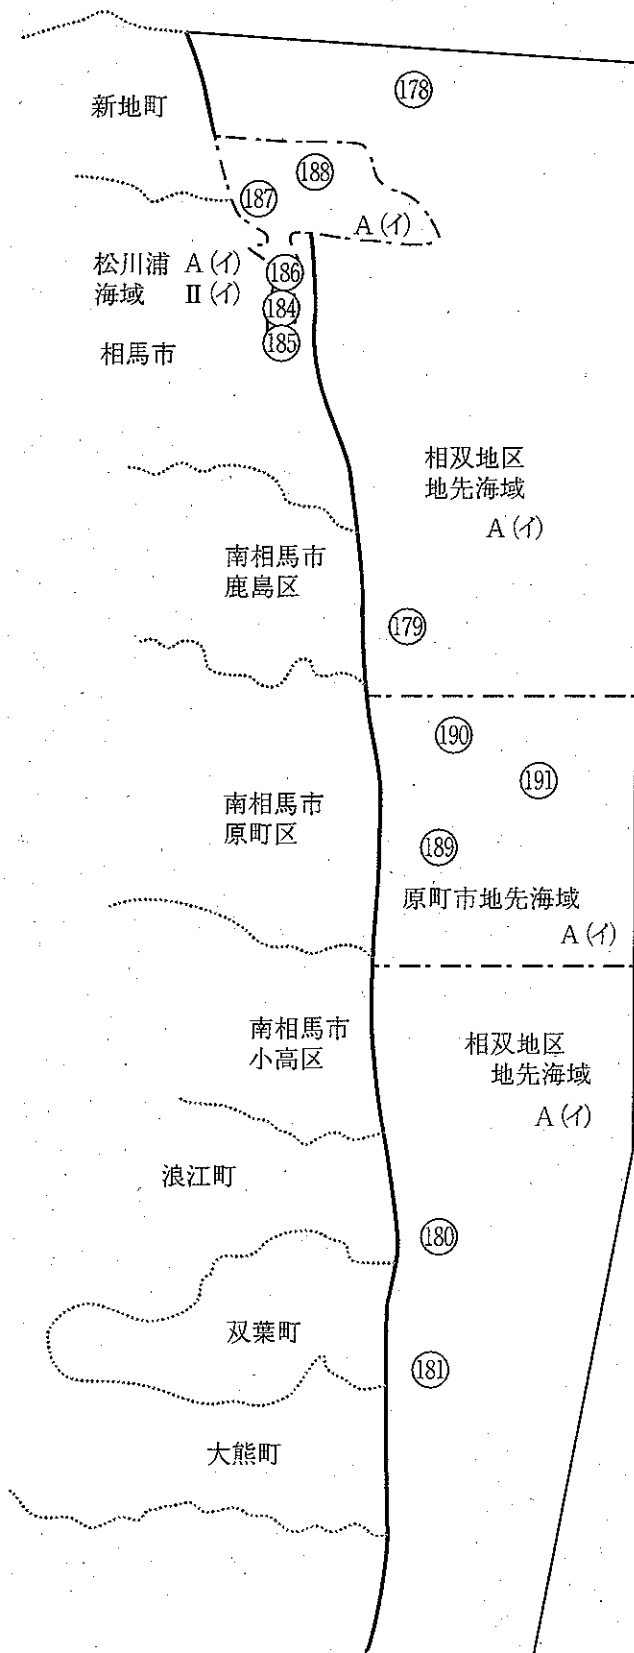 178
新地町
188
187
A(イ)
松川浦 A(イ)
海域 Ⅱ(イ)
186
184
185
相馬市
相双地区
地先海域
A(イ)
南相馬市
鹿島区
179
190
191
南相馬市
原町区
189
原町市地先海域
A(イ)
南相馬市
小高区
相双地区
地先海域
A(イ)
浪江町
180
双葉町
181
大熊町